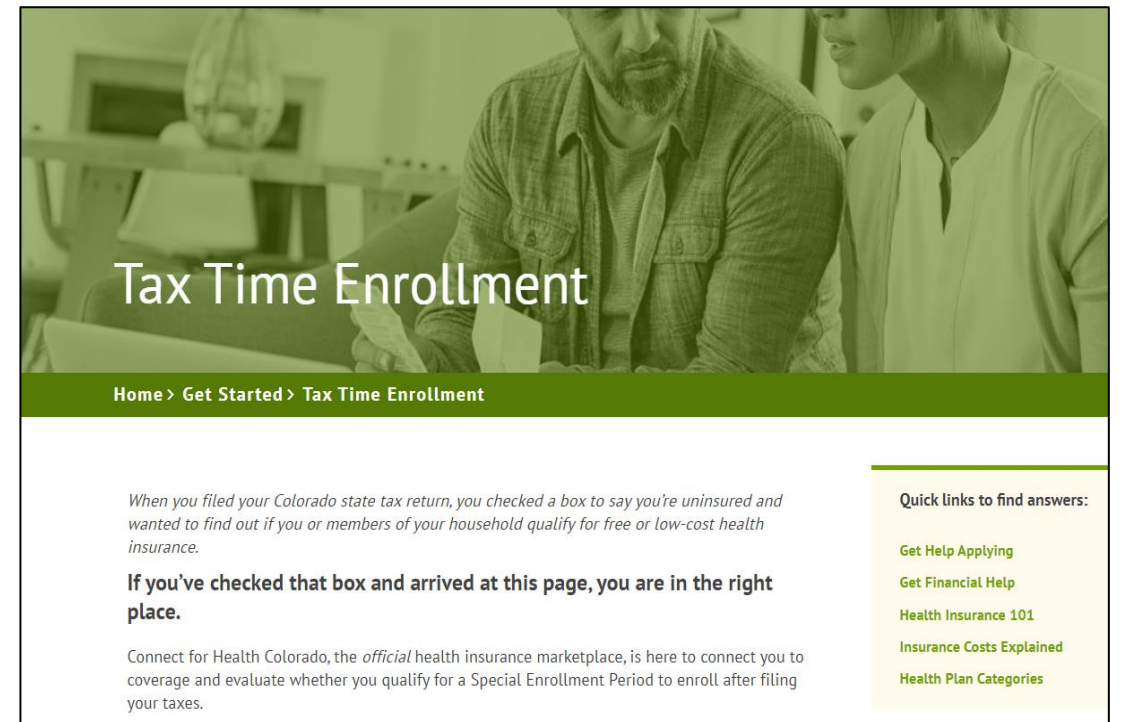 Tax Time Enrollment
Home > Get Started > Tax Time Enrollment
When you filed your Colorado state tax return, you checked a box to say you're uninsured and
wanted to find out if you or members of your household qualify for free or low-cost health
insurance.
If you've checked that box and arrived at this page, you are in the right
place.
Connect for Health Colorado, the official health insurance marketplace, is here to connect you to
coverage and evaluate whether you qualify for a Special Enrollment Period to enroll after filing
your taxes.
Quick links to find answers:
Get Help Applying
Get Financial Help
Health Insurance 101
Insurance Costs Explained
Health Plan Categories